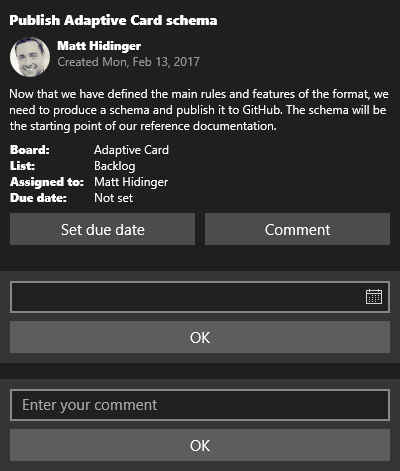 Publish Adaptive Card schema
Matt Hidinger
Created Mon, Feb 13, 2017
Now that we have defined the main rules and features of the format, we
need to produce a schema and publish it to GitHub. The schema will be
the starting point of our reference documentation.
Board: Adaptive Card
List: Backlog
Assigned to: Matt Hidinger
Due date: Not set
Set due date Comment
OK
Enter your comment
OK